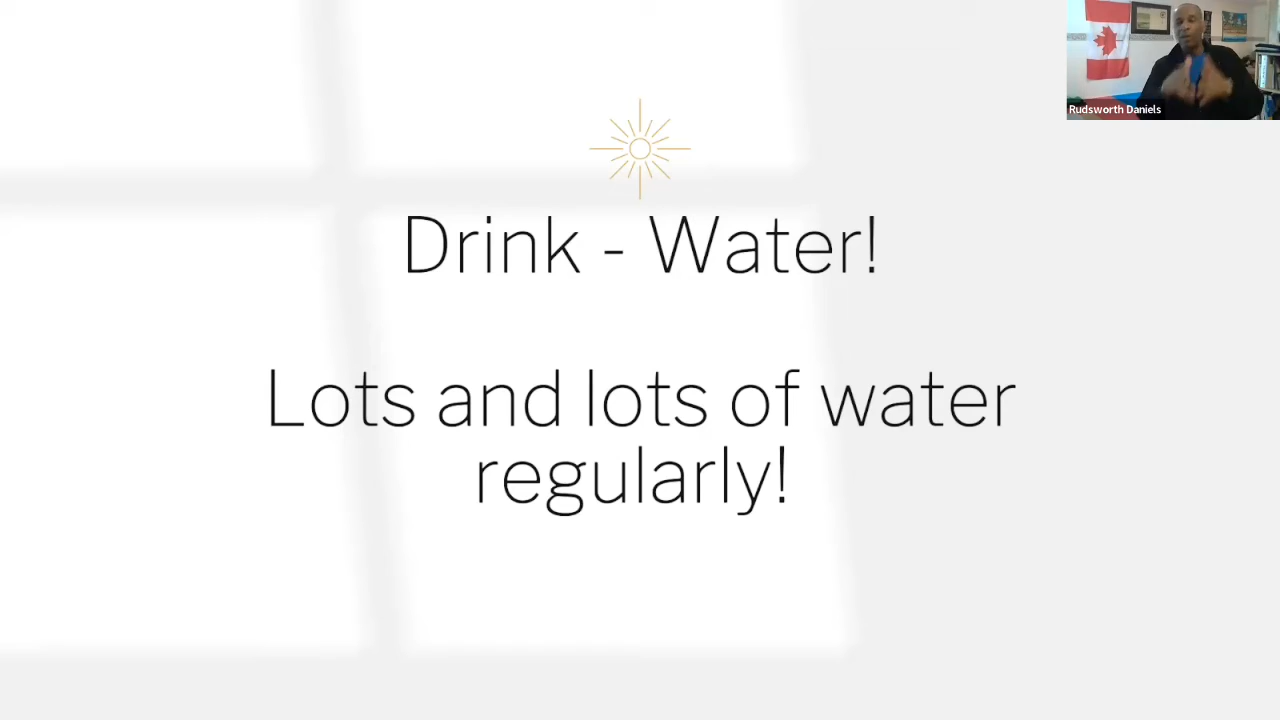 Rudsworth Daniels
Drink - Water!
Lots and lots of water
regularly!